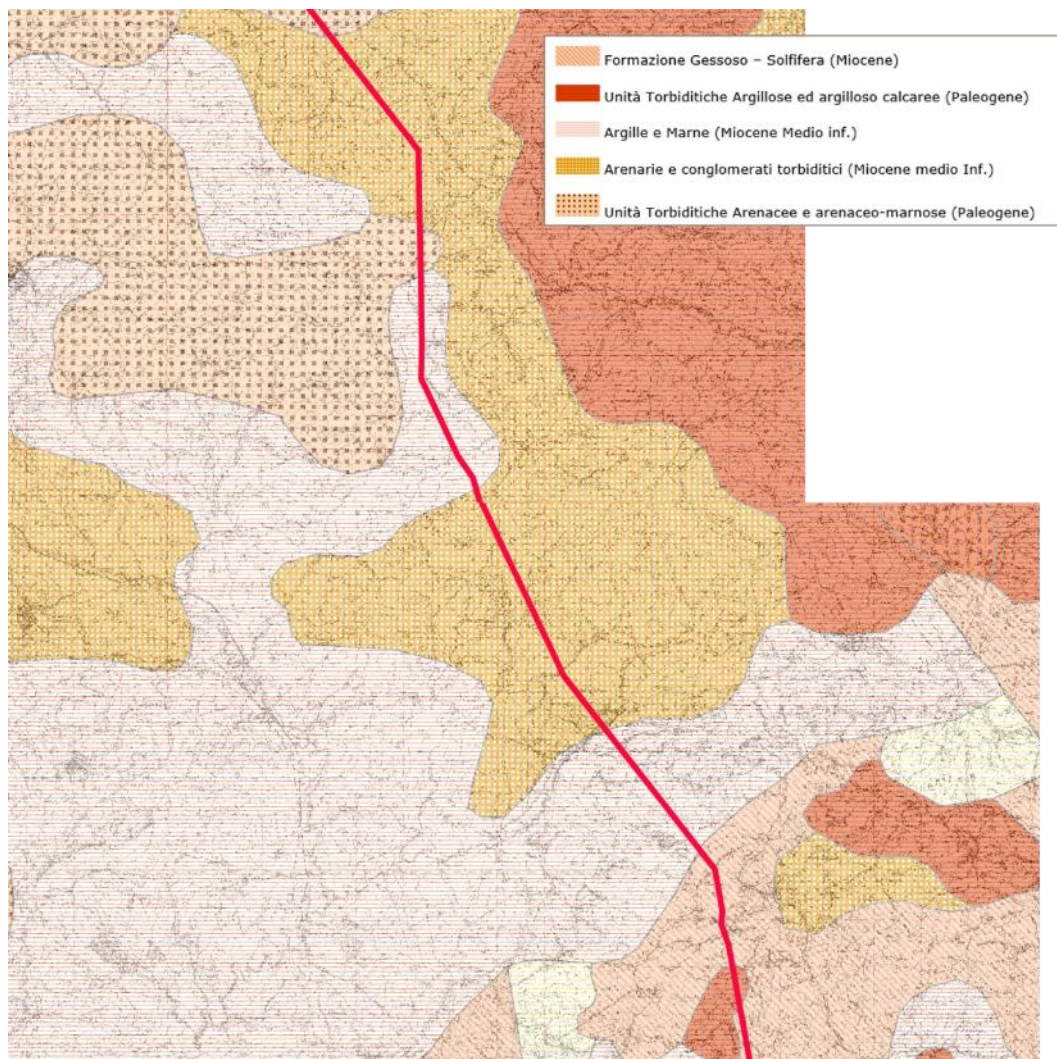 Formazione Gessoso – Solfifera (Miocene)
Unità Torbiditiche Argillose ed argilloso calcaree (Paleogene)
Argille e Marne (Miocene Medio inf.)
Arenarie e conglomerati torbiditici (Miocene medio Inf.)
Unità Torbiditiche Arenacee e arenaceo-marnose (Paleogene)